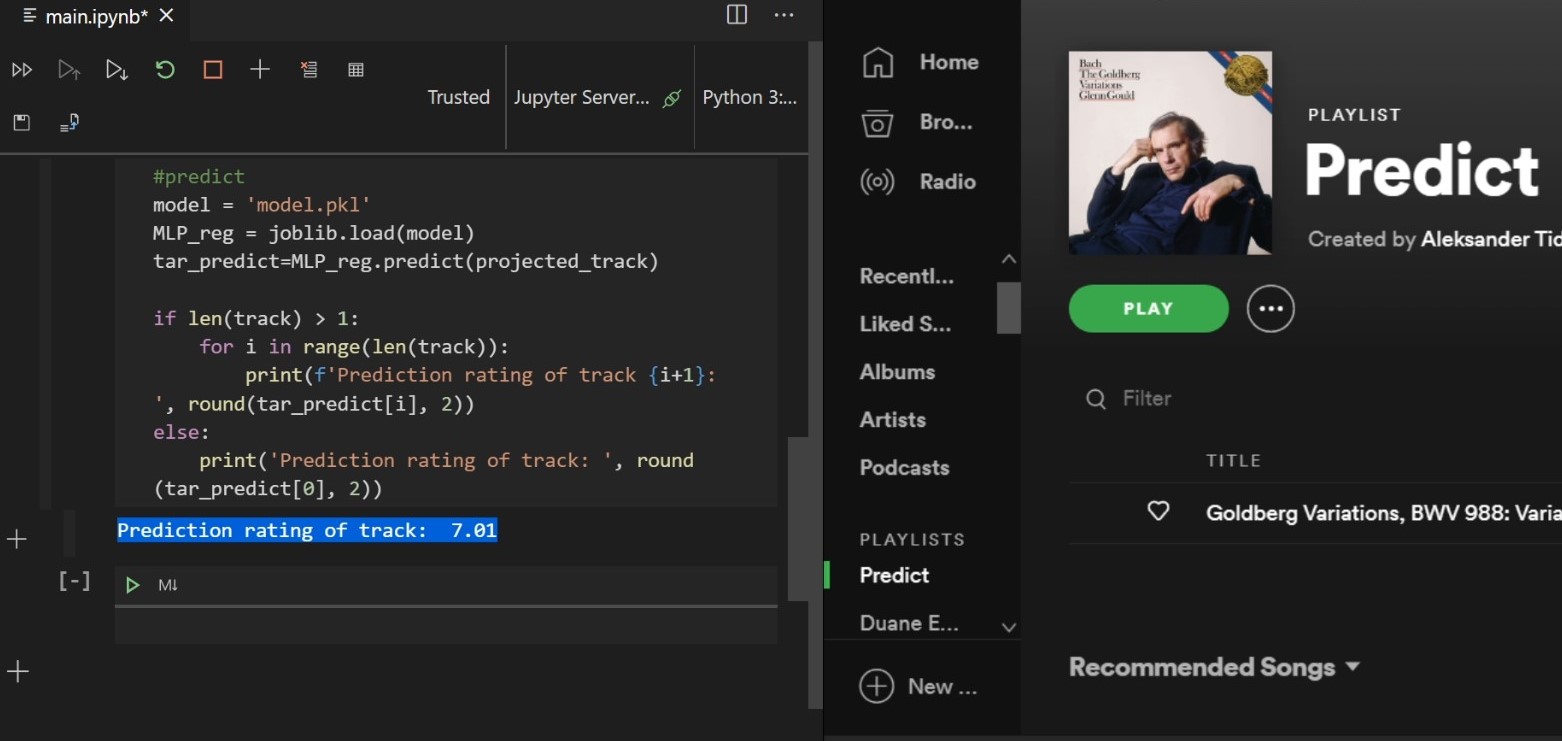 main.ipynb*
Trusted
Jupyter Server...
Python 3:...
#predict
model = 'model.pkl'
MLP_reg = joblib.load(model)
tar_predict=MLP_reg.predict(projected_track)
if len(track) > 1:
    for i in range(len(track)):
        print(f'Prediction rating of track {i+1}:
', round(tar_predict[i], 2))
else:
    print('Prediction rating of track: ', round
(tar_predict[0], 2))
Prediction rating of track:  7.01
[-]
M↓
Home
Bro...
Radio
Recentl...
Liked S...
Albums
Artists
Podcasts
PLAYLISTS
Predict
Duane E...
New ...
Bach
The Goldberg
Variations
Glenn Gould
PLAYLIST
Predict
Created by Aleksander Tid
PLAY
Filter
TITLE
Goldberg Variations, BWV 988: Varia
Recommended Songs